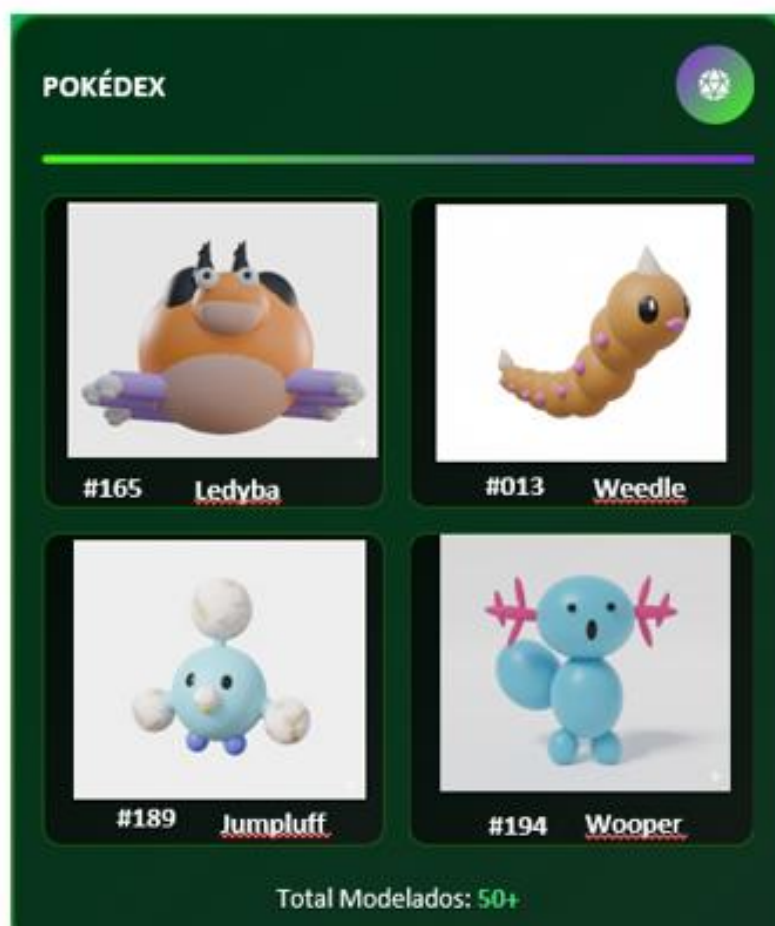 POKÉDEX
#165 Ledyba
#013 Weedle
#189 Jumpluff
#194 Wooper
Total Modelados: 50+